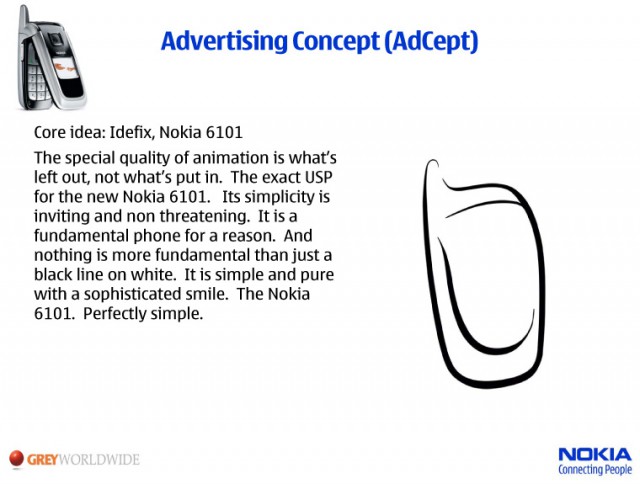 Advertising Concept (AdCept)
Core idea: Idefix, Nokia 6101
The special quality of animation is what's
left out, not what's put in.  The exact USP
for the new Nokia 6101.   Its simplicity is
inviting and non threatening.  It is a
fundamental phone for a reason.  And
nothing is more fundamental than just a
black line on white.  It is simple and pure
with a sophisticated smile.  The Nokia
6101.  Perfectly simple.
GREYWORLDWIDE
NOKIA
Connecting People